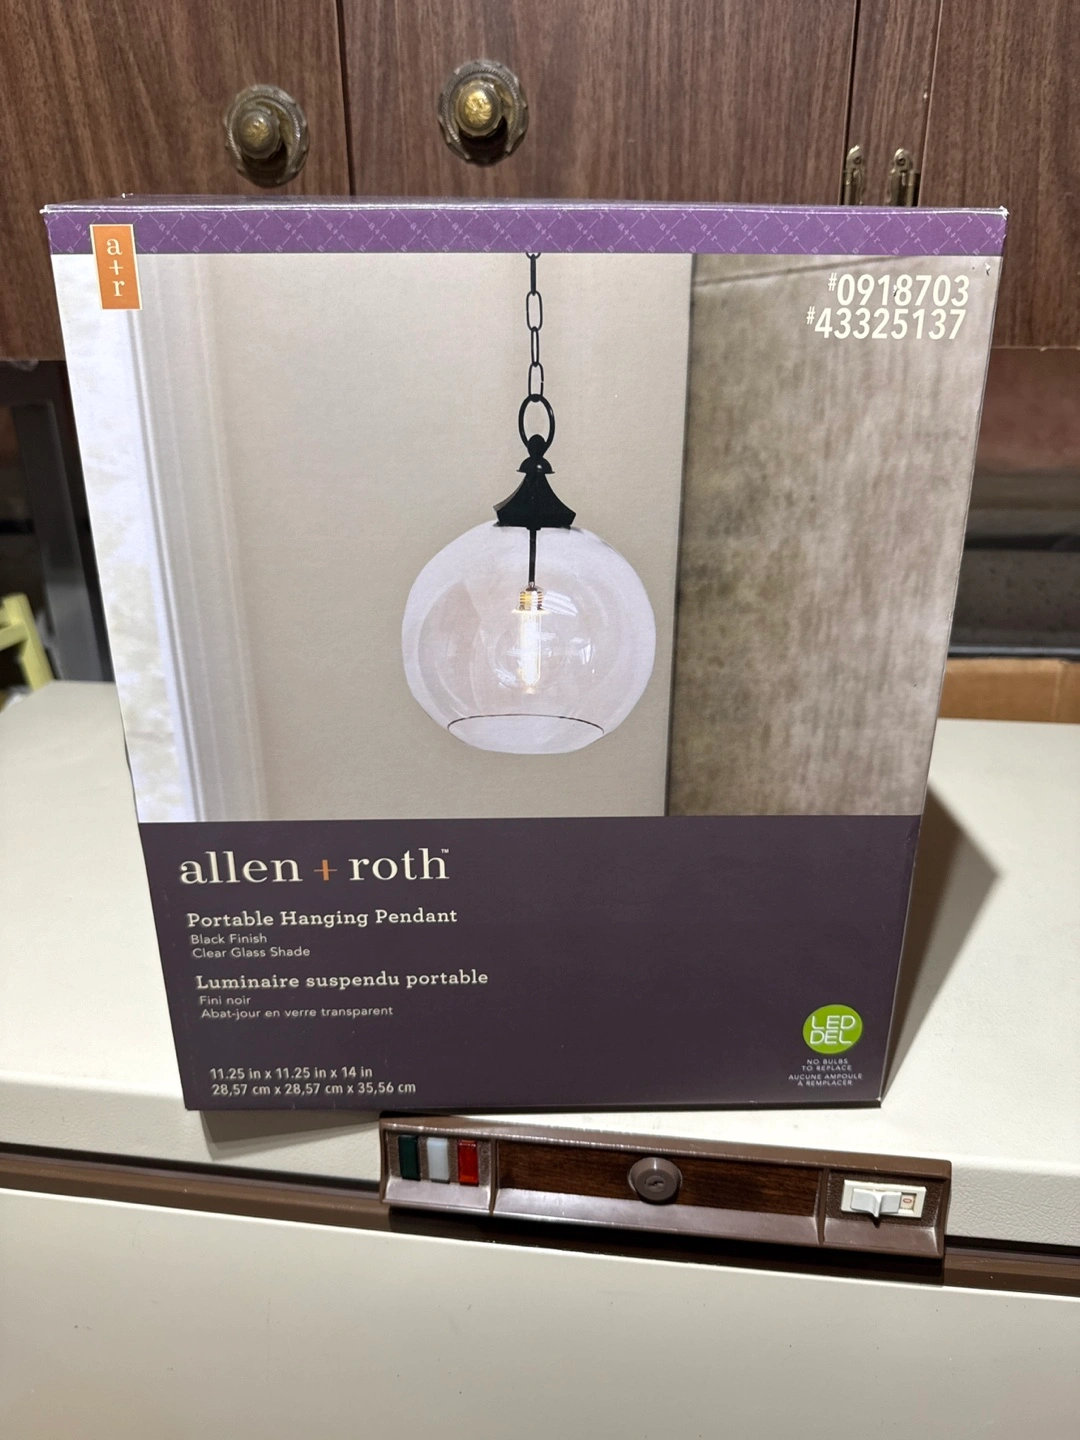 a
+
r
#0918703
#43325137
allen + roth™
Portable Hanging Pendant
Black Finish
Clear Glass Shade
Luminaire suspendu portable
Fini noir
Abat-jour en verre transparent
11.25 in x 11.25 in x 14 in
28,57 cm x 28,57 cm x 35,56 cm
LED
DEL
NO BULBS
TO REPLACE
AUCUNE AMPOULE
À REMPLACER